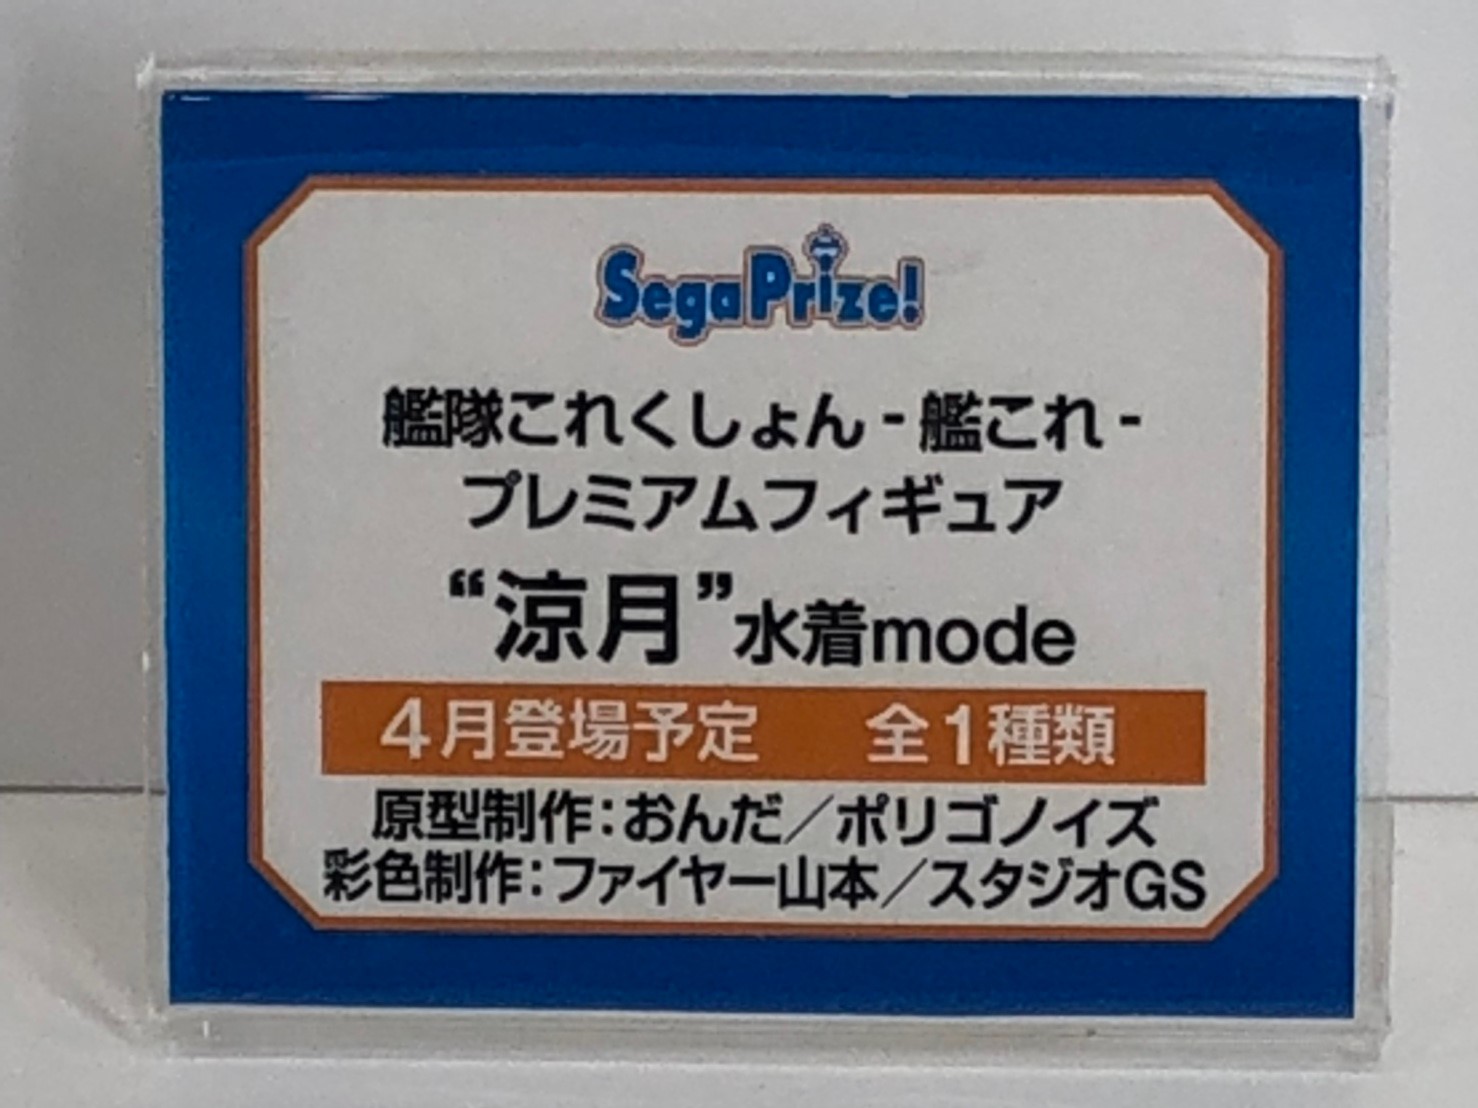 Sega Prize!
艦隊これくしょん -艦これ-
プレミアムフィギュア
“涼月”水着mode
4月登場予定　全1種類
原型制作：おんだ／ポリゴノイズ
彩色制作：ファイヤー山本／スタジオGS